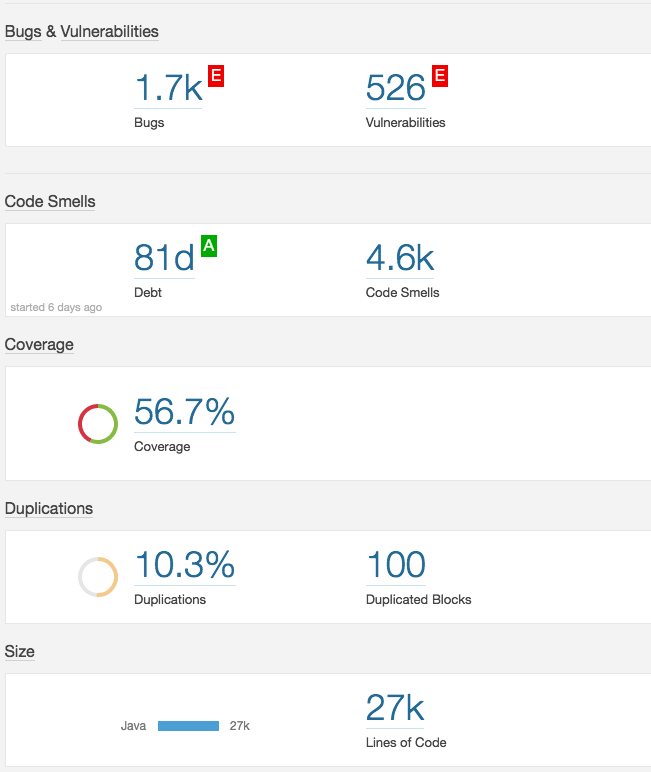 Bugs & Vulnerabilities
1.7k E 526 E
Bugs Vulnerabilities
Code Smells
81d A 4.6k
Debt Code Smells
started 6 days ago
Coverage
56.7%
Coverage
Duplications
10.3% 100
Duplications Duplicated Blocks
Size
Java 27k
27k
Lines of Code